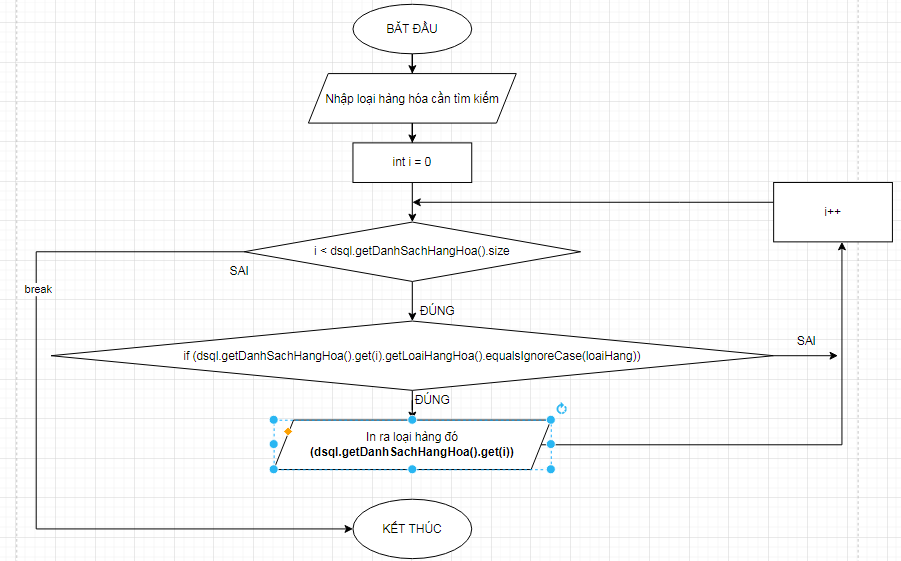 BẮT ĐẦU
Nhập loại hàng hóa cần tìm kiếm
int i = 0
i++
i < dsql.getDanhSachHangHoa().size
SAI
break
ĐÚNG
SAI
if (dsql.getDanhSachHangHoa().get(i).getLoaiHangHoa().equalsIgnoreCase(loaiHang))
ĐÚNG
In ra loại hàng đó
(dsql.getDanhSachHangHoa().get(i))
KẾT THÚC